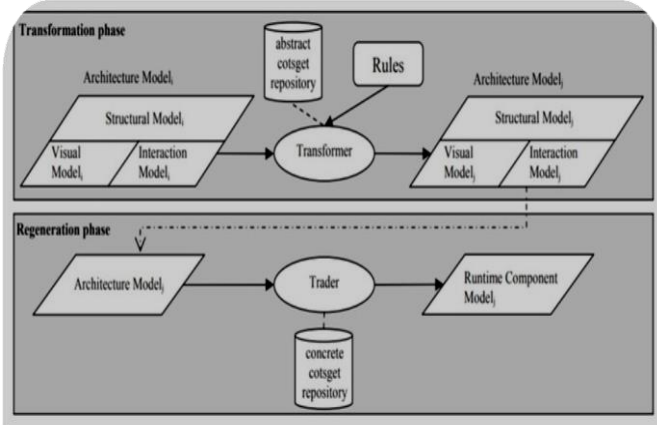 Transformation phase
abstract
cotsget
repository
Rules
Architecture Modelᵢ
Architecture Modelⱼ
Structural Modelᵢ
Structural Modelⱼ
Visual
Modelᵢ
Interaction
Modelᵢ
Transformer
Visual
Modelⱼ
Interaction
Modelⱼ
Regeneration phase
Architecture Modelⱼ
Trader
Runtime Component
Modelⱼ
concrete
cotsget
repository